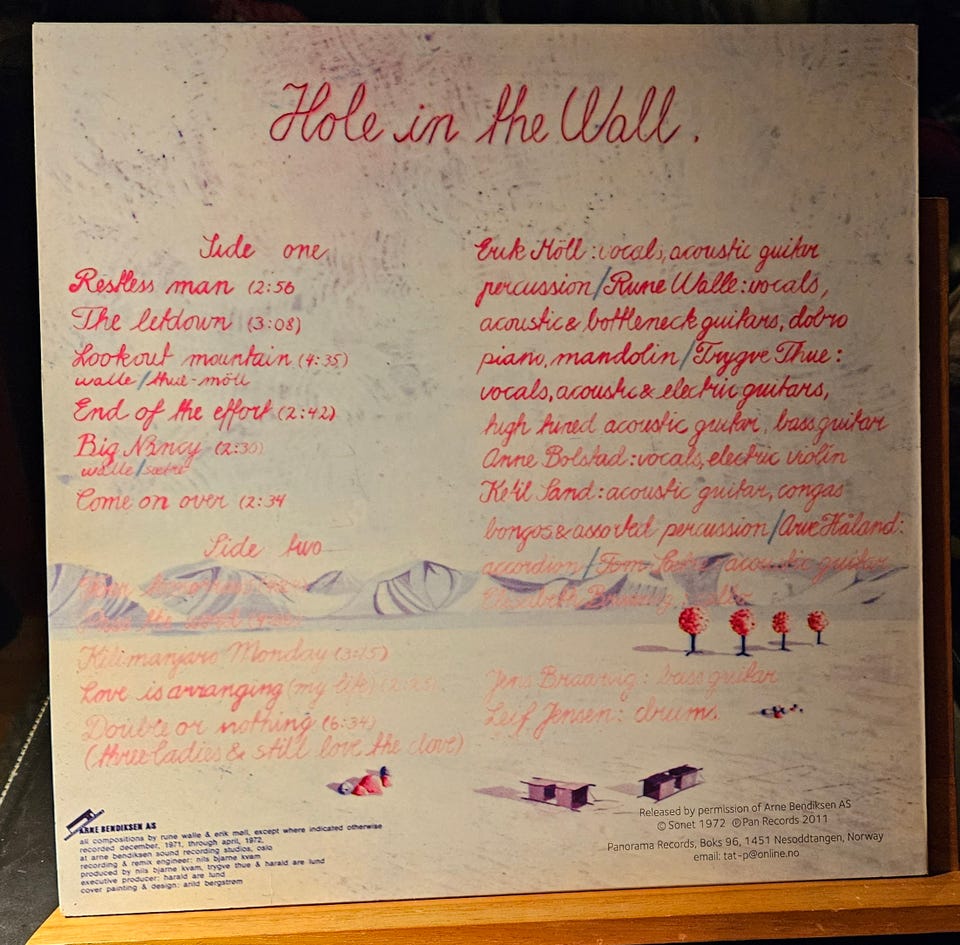 Hole in the Wall.
Side one
Restless man (2:56
The letdown (3:08)
Lookout mountain (4:35)
walle/thue-möll
End of the effort (2:42)
Big Nancy (2:30)
walle/sætre
Come on over (2:34
Side two
Kilimanjaro Monday (3:15)
Love is arranging (my life)
Double or nothing (6:34)
(three ladies & still love the dove)
Erik Möll: vocals, acoustic guitar
percussion/Rune Walle: vocals,
acoustic & bottleneck guitars, dobro
piano, mandolin/Trygve Thue:
vocals, acoustic & electric guitars,
high tuned acoustic guitar, bassguitar
Anne Bolstad: vocals, electric violin
Ketil Sand: acoustic guitar, congas
bongos & assorted percussion/Arve Håland:
accordion/Tom acoustic guitar
Jens Braarvig: bass guitar
Leif Jensen: drums.
ARNE BENDIKSEN AS
all compositions by rune walle & erik møll, except where indicated otherwise
recorded december, 1971, through april, 1972,
at arne bendiksen sound recording studios, oslo
recording & remix engineer: nils bjarne kvam
produced by nils bjarne kvam, trygve thue & harald are lund
executive producer: harald are lund
cover painting & design: arild bergstrøm
Released by permission of Arne Bendiksen AS
© Sonet 1972 ℗Pan Records 2011
Panorama Records, Boks 96, 1451 Nesoddtangen, Norway
email: tat-p@online.no